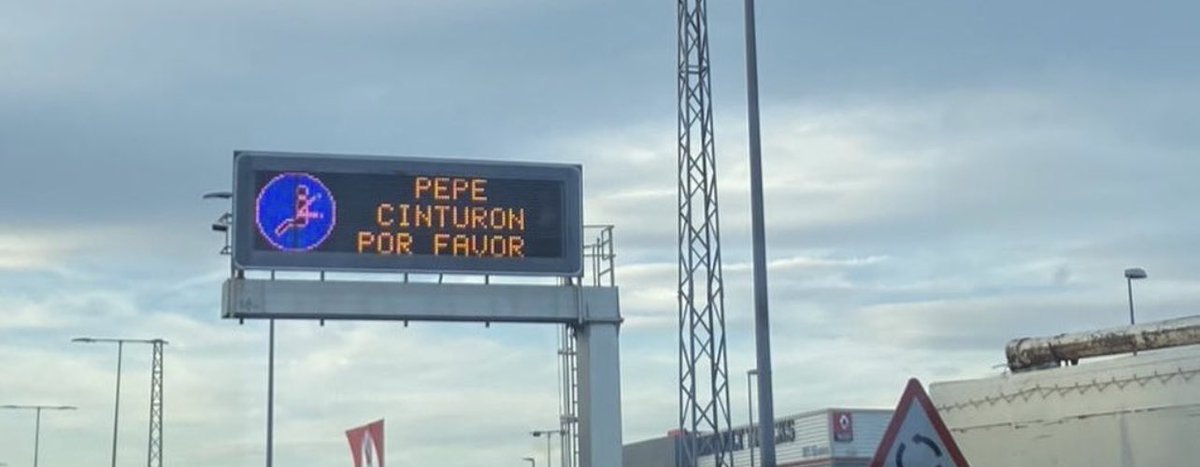 PEPE
CINTURON
POR FAVOR